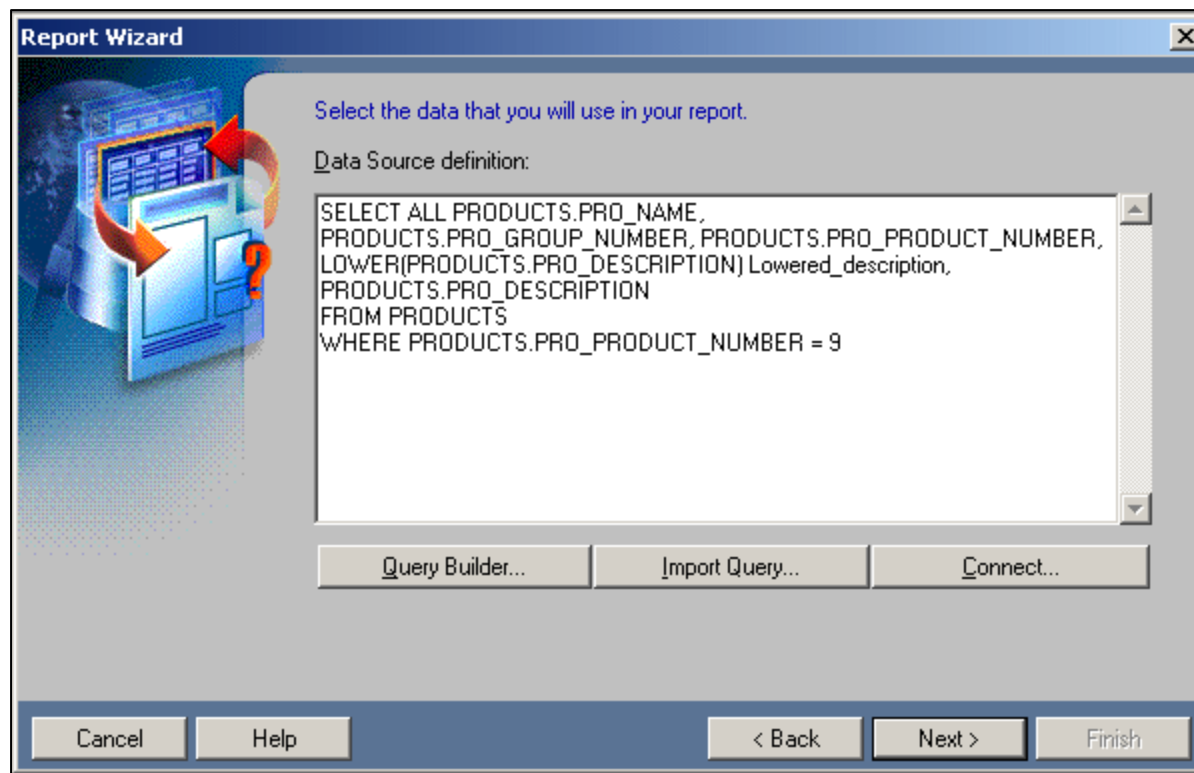 Report Wizard
Select the data that you will use in your report.
Data Source definition:
SELECT ALL PRODUCTS.PRO_NAME,
PRODUCTS.PRO_GROUP_NUMBER, PRODUCTS.PRO_PRODUCT_NUMBER,
LOWER(PRODUCTS.PRO_DESCRIPTION) Lowered_description,
PRODUCTS.PRO_DESCRIPTION
FROM PRODUCTS
WHERE PRODUCTS.PRO_PRODUCT_NUMBER = 9
Query Builder... Import Query... Connect...
Cancel Help < Back Next > Finish